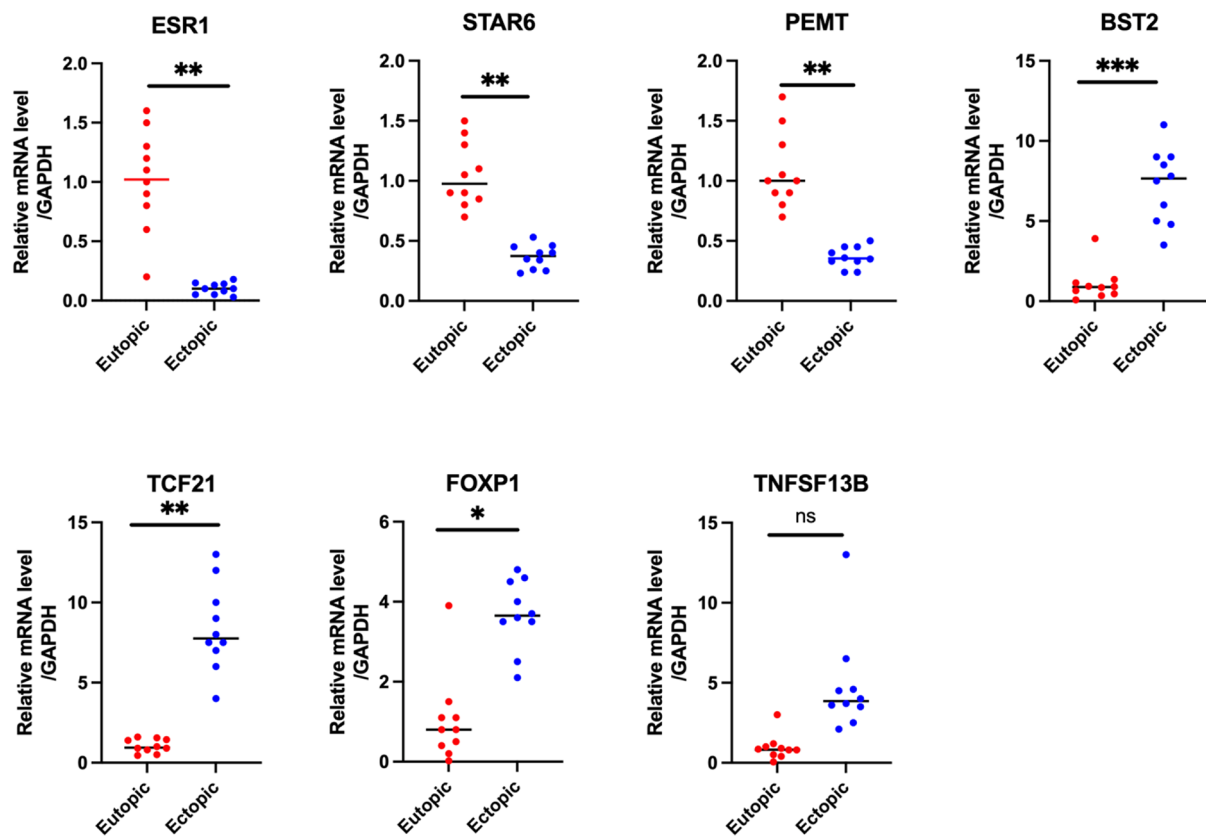 ESR1
**
2.0
1.5
1.0
0.5
0.0
Relative mRNA level
/GAPDH
Eutopic
Ectopic
STAR6
**
2.0
1.5
1.0
0.5
0.0
Relative mRNA level
/GAPDH
Eutopic
Ectopic
PEMT
**
2.0
1.5
1.0
0.5
0.0
Relative mRNA level
/GAPDH
Eutopic
Ectopic
BST2
***
15
10
5
0
Relative mRNA level
/GAPDH
Eutopic
Ectopic
TCF21
**
15
10
5
0
Relative mRNA level
/GAPDH
Eutopic
Ectopic
FOXP1
*
6
4
2
0
Relative mRNA level
/GAPDH
Eutopic
Ectopic
TNFSF13B
ns
15
10
5
0
Relative mRNA level
/GAPDH
Eutopic
Ectopic